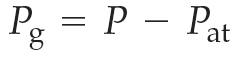 P_g = P − P_at